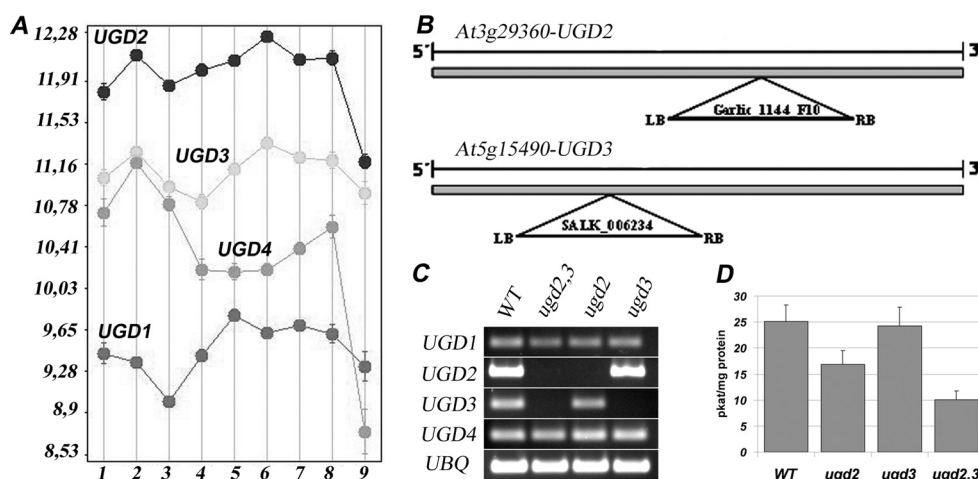 A
12,28
11,91
11,53
11,16
10,78
10,41
10,03
9,65
9,28
8,9
8,53
UGD2
UGD3
UGD4
UGD1
1 2 3 4 5 6 7 8 9
B
At3g29360-UGD2
5´ 3
LB Garlic_1144_F10 RB
At5g15490-UGD3
5´ 3
LB SALK_006234 RB
C
WT ugd2,3 ugd2 ugd3
UGD1
UGD2
UGD3
UGD4
UBQ
D
pkat/mg protein
30
25
20
15
10
5
0
WT ugd2 ugd3 ugd2,3